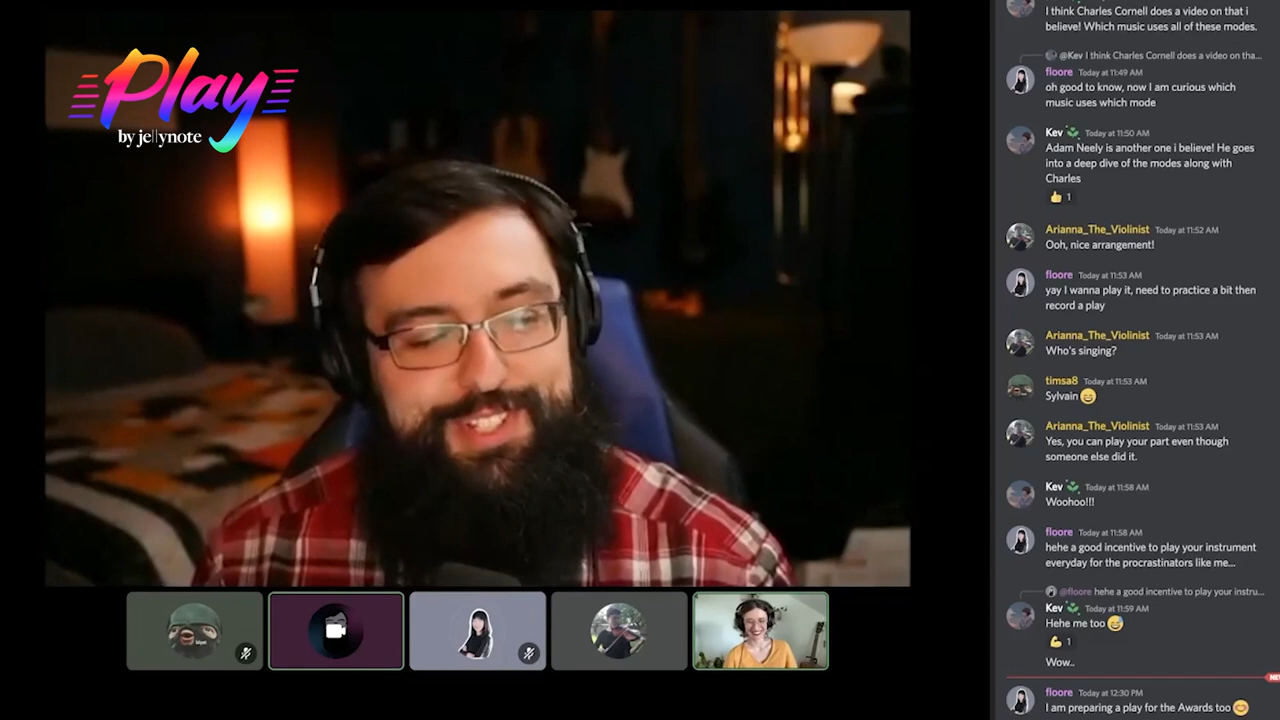 Play
by jellynote
I think Charles Cornell does a video on that i
believe! Which music uses all of these modes.
@Kev I think Charles Cornell does a video on tha...
floore Today at 11:49 AM
oh good to know, now I am curious which
music uses which mode
Kev Today at 11:50 AM
Adam Neely is another one i believe! He goes
into a deep dive of the modes along with
Charles
1
Arianna_The_Violinist Today at 11:52 AM
Ooh, nice arrangement!
floore Today at 11:53 AM
yay I wanna play it, need to practice a bit then
record a play
Arianna_The_Violinist Today at 11:53 AM
Who's singing?
timsa8 Today at 11:53 AM
Sylvain 😅
Arianna_The_Violinist Today at 11:53 AM
Yes, you can play your part even though
someone else did it.
Kev Today at 11:58 AM
Woohoo!!!
floore Today at 11:58 AM
hehe a good incentive to play your instrument
everyday for the procrastinators like me...
@floore hehe a good incentive to play your instru...
Kev Today at 11:59 AM
Hehe me too 😅
1
Wow..
NEW
floore Today at 12:30 PM
I am preparing a play for the Awards too 😊